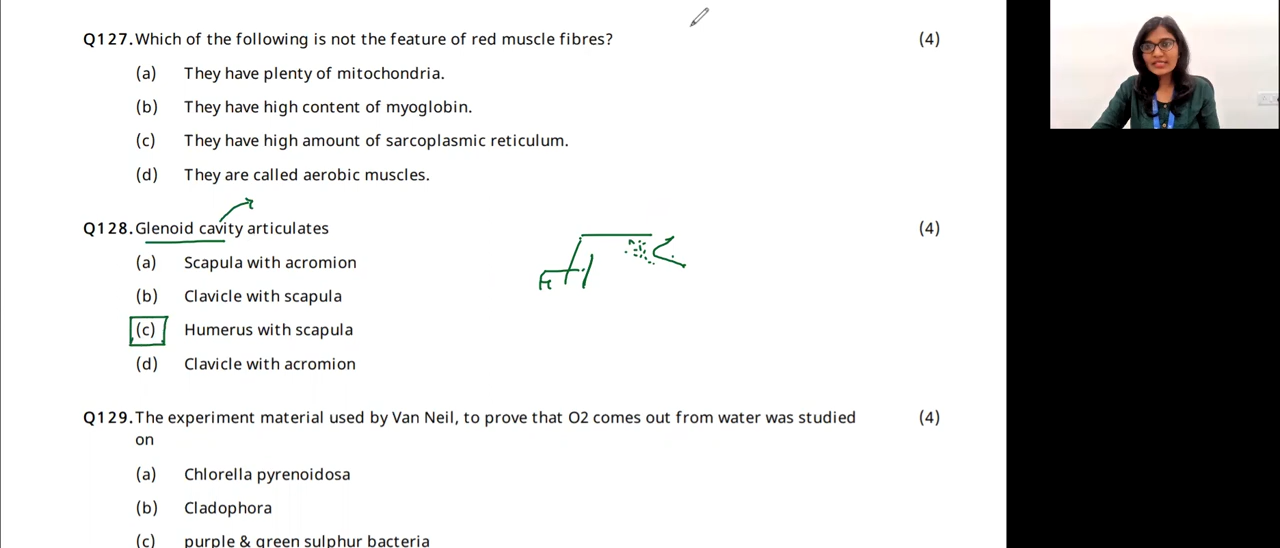 Q127. Which of the following is not the feature of red muscle fibres? (4)
(a) They have plenty of mitochondria.
(b) They have high content of myoglobin.
(c) They have high amount of sarcoplasmic reticulum.
(d) They are called aerobic muscles.
Q128. Glenoid cavity articulates (4)
(a) Scapula with acromion
(b) Clavicle with scapula
(c) Humerus with scapula
(d) Clavicle with acromion
Q129. The experiment material used by Van Neil, to prove that O2 comes out from water was studied (4)
on
(a) Chlorella pyrenoidosa
(b) Cladophora
(c) purple & green sulphur bacteria